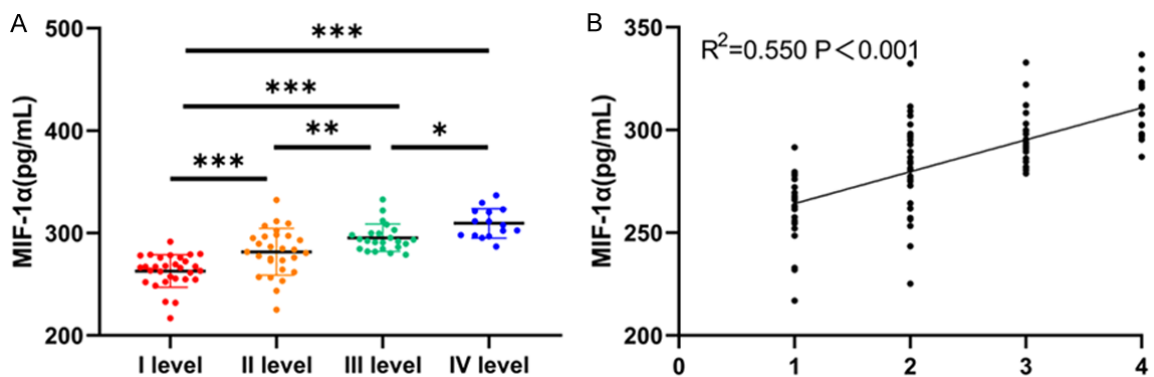 A
MIF-1α(pg/mL)
500
400
300
200
***
***
**
*
***
I level
II level
III level
IV level
B
MIF-1α(pg/mL)
R²=0.550 P<0.001
350
300
250
200
0
1
2
3
4